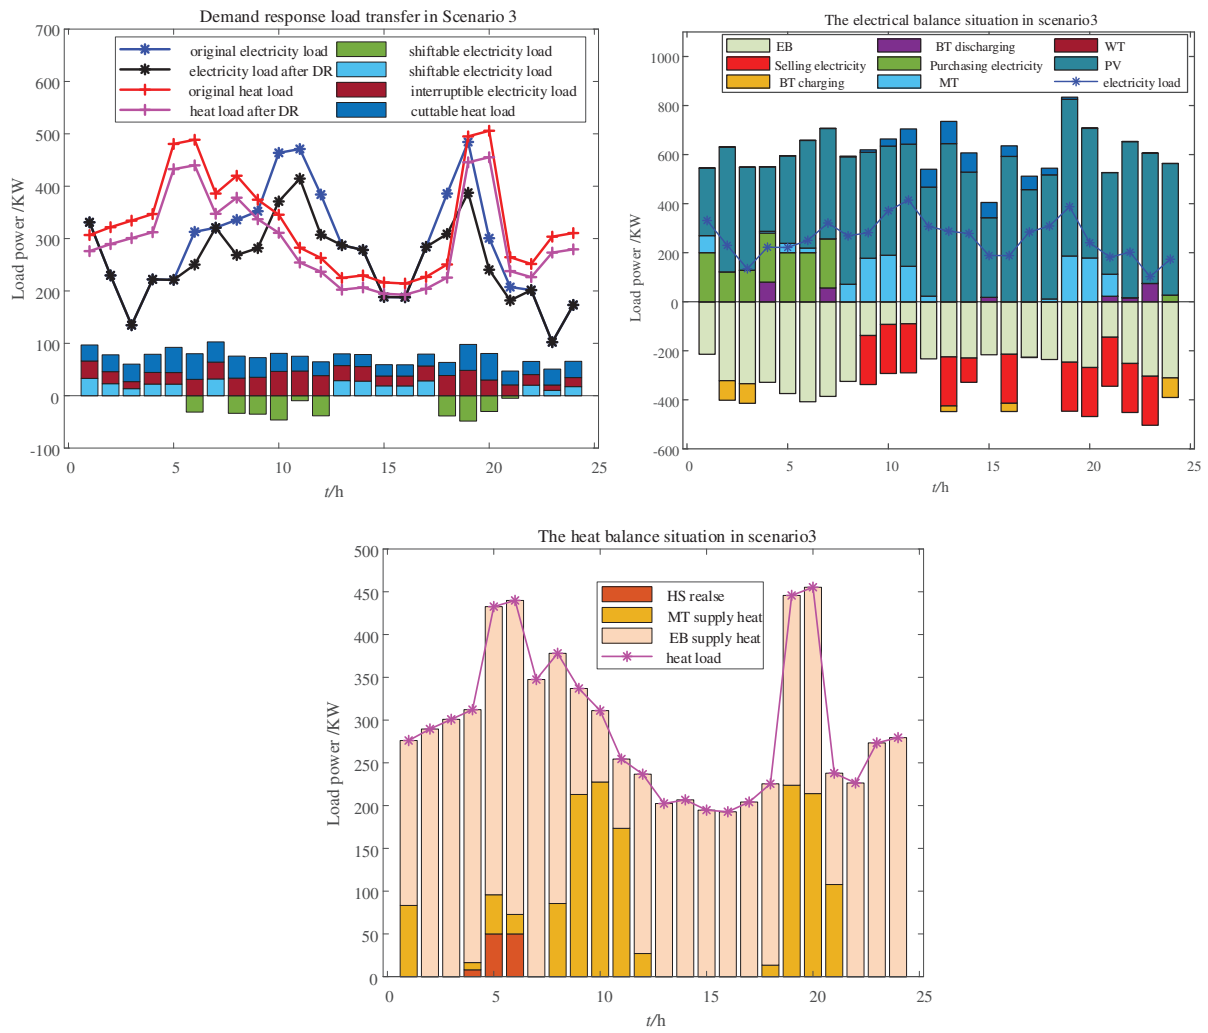 Demand response load transfer in Scenario 3
700
600
500
400
300
200
100
0
-100
Load power /KW
original electricity load
electricity load after DR
original heat load
heat load after DR
shiftable electricity load
shiftable electricity load
interruptible electricity load
cuttable heat load
0 5 10 15 20 25
t/h
The electrical balance situation in scenario3
1000
800
600
400
200
0
-200
-400
-600
Load power /KW
EB
Selling electricity
BT charging
BT discharging
Purchasing electricity
MT
WT
PV
electricity load
0 5 10 15 20 25
t/h
The heat balance situation in scenario3
500
450
400
350
300
250
200
150
100
50
0
Load power /KW
HS realse
MT supply heat
EB supply heat
heat load
0 5 10 15 20 25
t/h